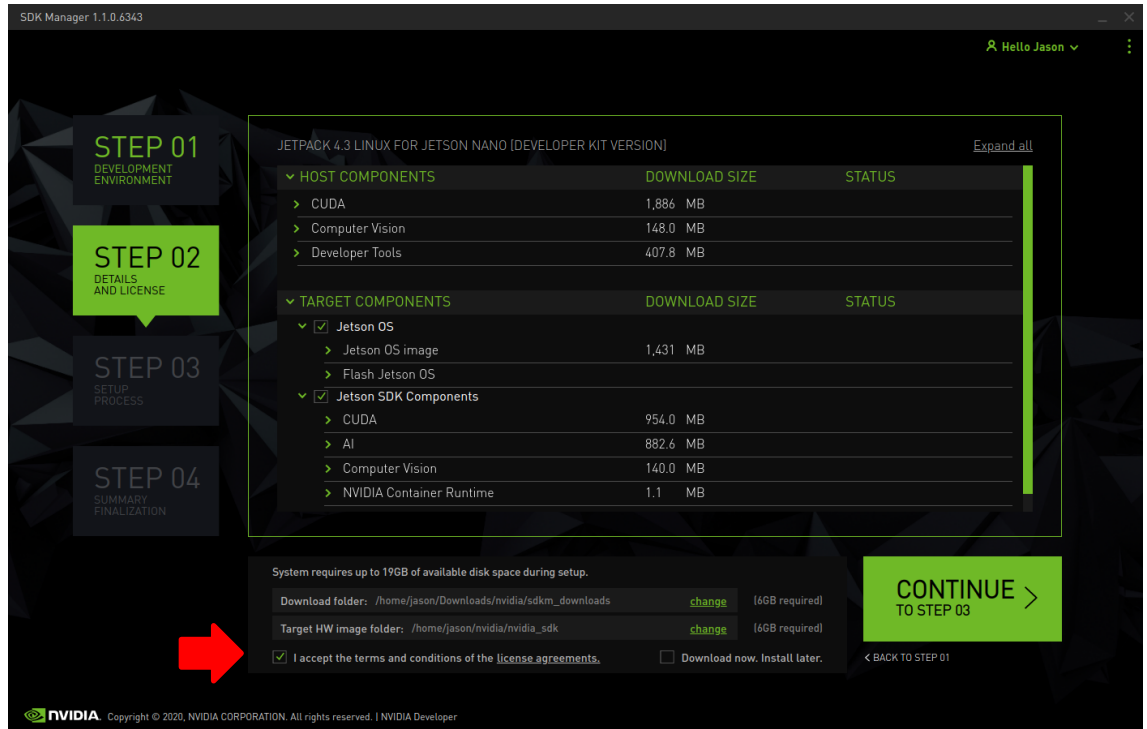 SDK Manager 1.1.0.6343
Hello Jason
STEP 01
DEVELOPMENT
ENVIRONMENT
STEP 02
DETAILS
AND LICENSE
STEP 03
SETUP
PROCESS
STEP 04
SUMMARY
FINALIZATION
JETPACK 4.3 LINUX FOR JETSON NANO [DEVELOPER KIT VERSION] Expand all
HOST COMPONENTS DOWNLOAD SIZE STATUS
CUDA 1,886 MB
Computer Vision 148.0 MB
Developer Tools 407.8 MB
TARGET COMPONENTS DOWNLOAD SIZE STATUS
Jetson OS
Jetson OS image 1,431 MB
Flash Jetson OS
Jetson SDK Components
CUDA 954.0 MB
AI 882.6 MB
Computer Vision 140.0 MB
NVIDIA Container Runtime 1.1 MB
System requires up to 19GB of available disk space during setup.
Download folder: /home/jason/Downloads/nvidia/sdkm_downloads change (6GB required)
Target HW image folder: /home/jason/nvidia/nvidia_sdk change (6GB required)
I accept the terms and conditions of the license agreements. Download now. Install later.
CONTINUE
TO STEP 03
BACK TO STEP 01
NVIDIA. Copyright © 2020, NVIDIA CORPORATION. All rights reserved. | NVIDIA Developer